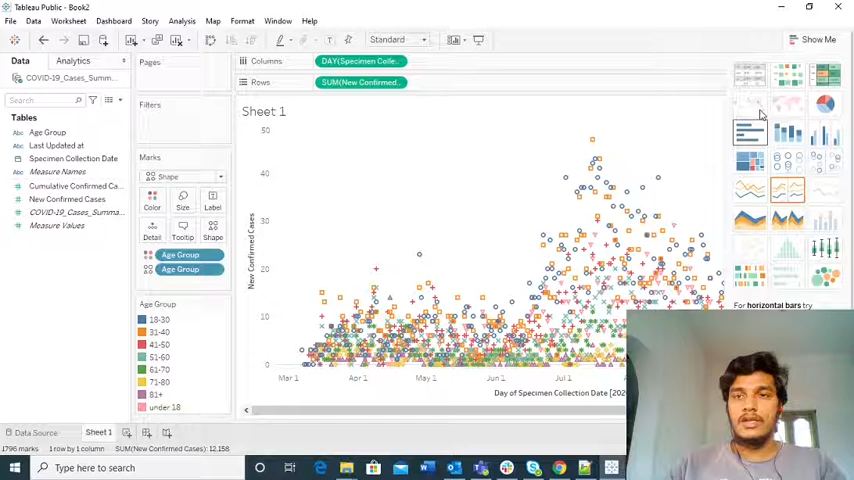 Tableau Public - Book2
File Data Worksheet Dashboard Story Analysis Map Format Window Help
Standard
Show Me
Data Analytics
Pages
Columns
DAY(Specimen Colle..
COVID-19_Cases_Summ...
Rows
SUM(New Confirmed..
Search
Filters
Sheet 1
Tables
Abc Age Group
Abc Last Updated at
Specimen Collection Date
Abc Measure Names
Cumulative Confirmed Ca...
New Confirmed Cases
COVID-19_Cases_Summa...
Measure Values
Marks
Shape
Color Size Label
Detail Tooltip Shape
Age Group
Age Group
Age Group
18-30
31-40
41-50
51-60
61-70
71-80
81+
under 18
New Confirmed Cases
50
40
30
20
10
0
Mar 1 Apr 1 May 1 Jun 1 Jul 1
Day of Specimen Collection Date [202
For horizontal bars try
Data Source Sheet 1
1796 marks 1 row by 1 column SUM(New Confirmed Cases): 12,158
Type here to search